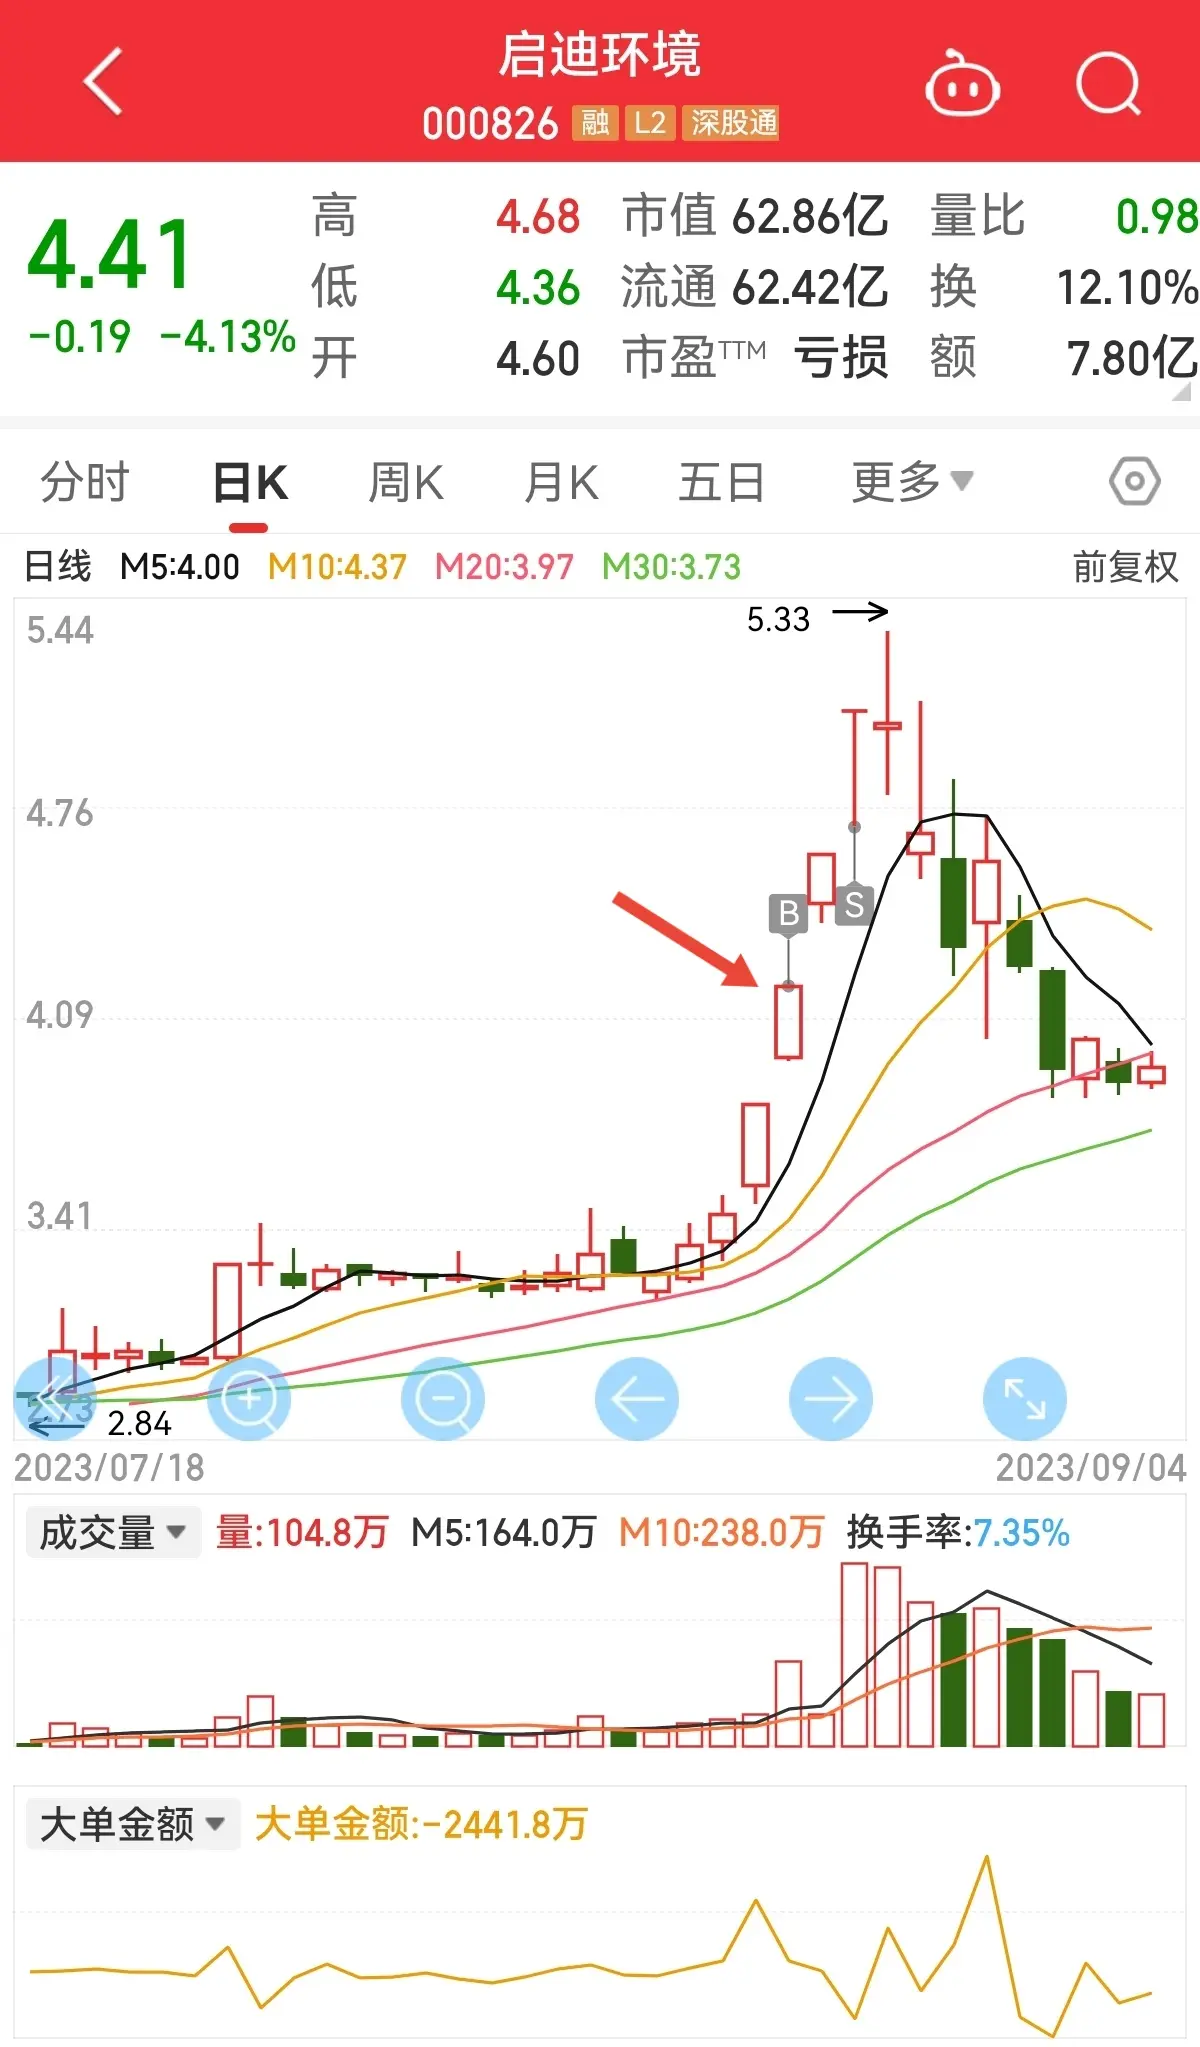 启迪环境
000826 融 L2 深股通
4.41
-0.19 -4.13%
高 4.68 市值 62.86亿 量比 0.98
低 4.36 流通 62.42亿 换 12.10%
开 4.60 市盈TTM 亏损 额 7.80亿
分时 日K 周K 月K 五日 更多
日线 M5:4.00 M10:4.37 M20:3.97 M30:3.73 前复权
5.44
5.33
4.76
B
S
4.09
3.41
2.73
2.84
2023/07/18 2023/09/04
成交量 量:104.8万 M5:164.0万 M10:238.0万 换手率:7.35%
大单金额 大单金额:-2441.8万